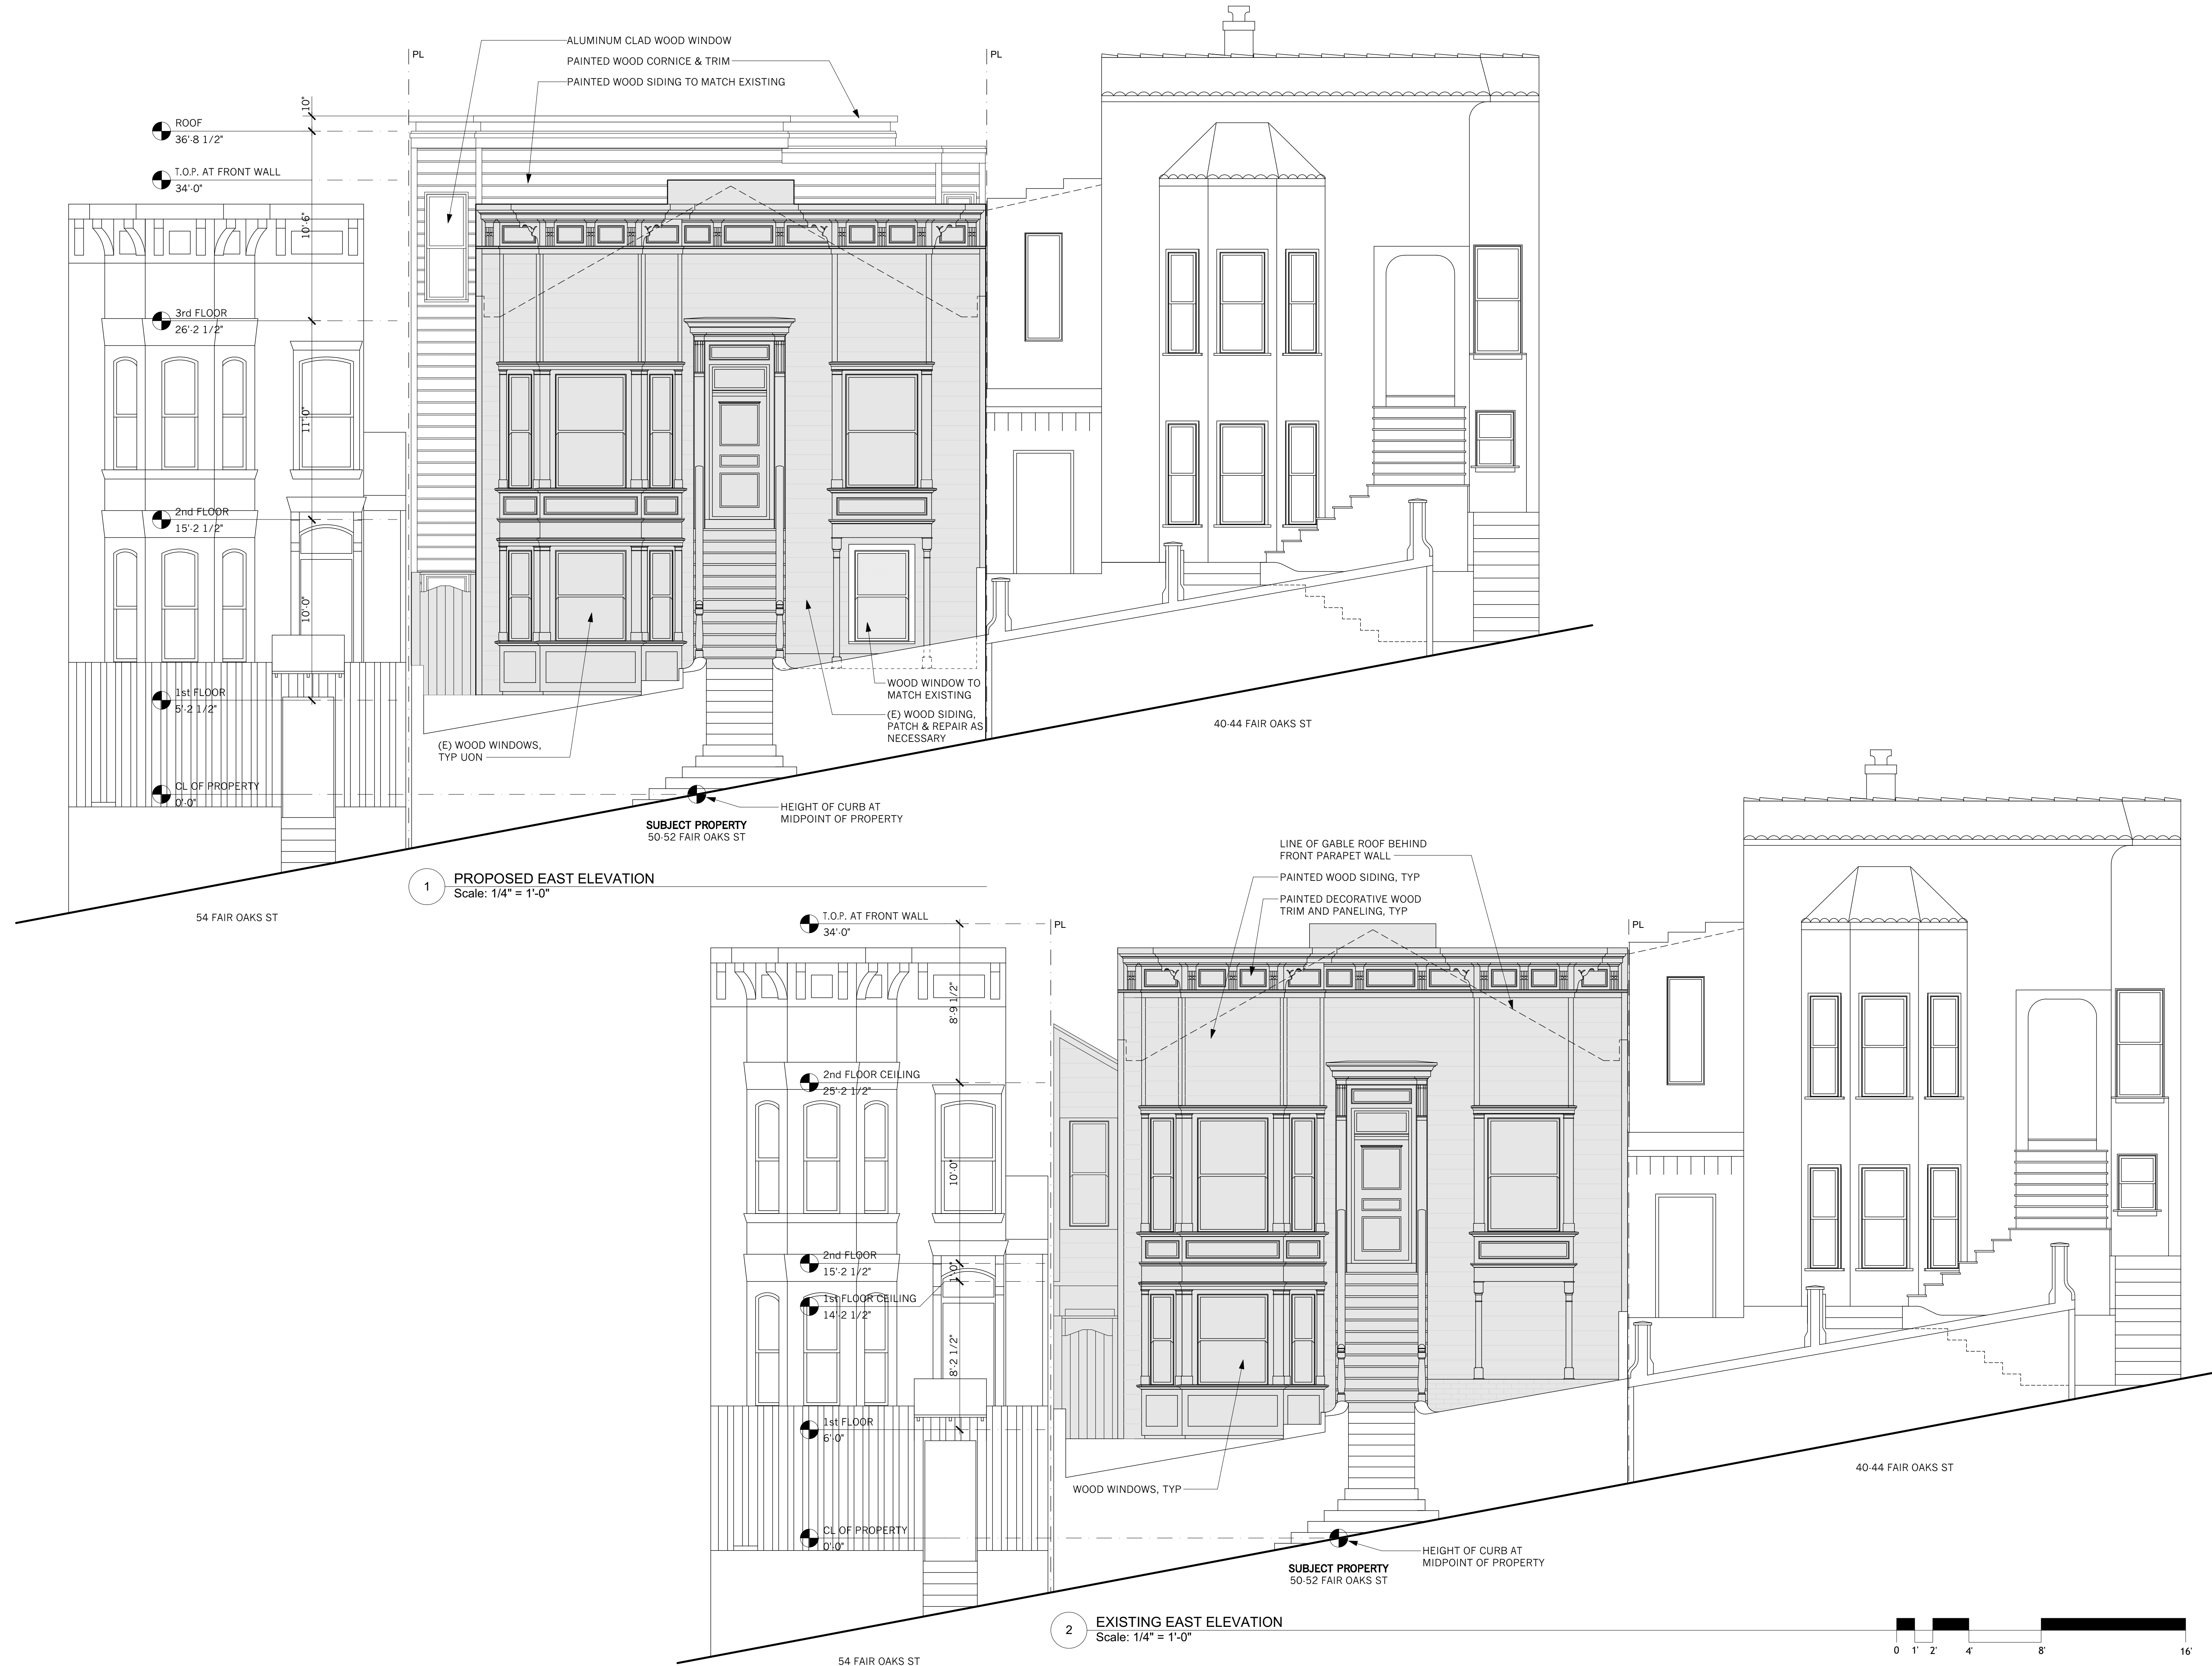 ALUMINUM CLAD WOOD WINDOW
PAINTED WOOD CORNICE & TRIM
PAINTED WOOD SIDING TO MATCH EXISTING
PL
PL
10"
ROOF
36'-8 1/2"
T.O.P. AT FRONT WALL
34'-0"
10'-6"
3rd FLOOR
26'-2 1/2"
11'-0"
2nd FLOOR
15'-2 1/2"
10'-0"
1st FLOOR
5'-2 1/2"
CL OF PROPERTY
0'-0"
WOOD WINDOW TO
MATCH EXISTING
(E) WOOD SIDING,
PATCH & REPAIR AS
NECESSARY
(E) WOOD WINDOWS,
TYP UON
HEIGHT OF CURB AT
MIDPOINT OF PROPERTY
SUBJECT PROPERTY
50-52 FAIR OAKS ST
40-44 FAIR OAKS ST
54 FAIR OAKS ST
1
PROPOSED EAST ELEVATION
Scale: 1/4" = 1'-0"
LINE OF GABLE ROOF BEHIND
FRONT PARAPET WALL
PAINTED WOOD SIDING, TYP
PAINTED DECORATIVE WOOD
TRIM AND PANELING, TYP
PL
PL
T.O.P. AT FRONT WALL
34'-0"
8'-9 1/2"
2nd FLOOR CEILING
25'-2 1/2"
10'-0"
2nd FLOOR
15'-2 1/2"
1'-0"
1st FLOOR CEILING
14'-2 1/2"
8'-2 1/2"
1st FLOOR
6'-0"
CL OF PROPERTY
0'-0"
WOOD WINDOWS, TYP
HEIGHT OF CURB AT
MIDPOINT OF PROPERTY
SUBJECT PROPERTY
50-52 FAIR OAKS ST
40-44 FAIR OAKS ST
54 FAIR OAKS ST
2
EXISTING EAST ELEVATION
Scale: 1/4" = 1'-0"
0 1' 2' 4' 8' 16'